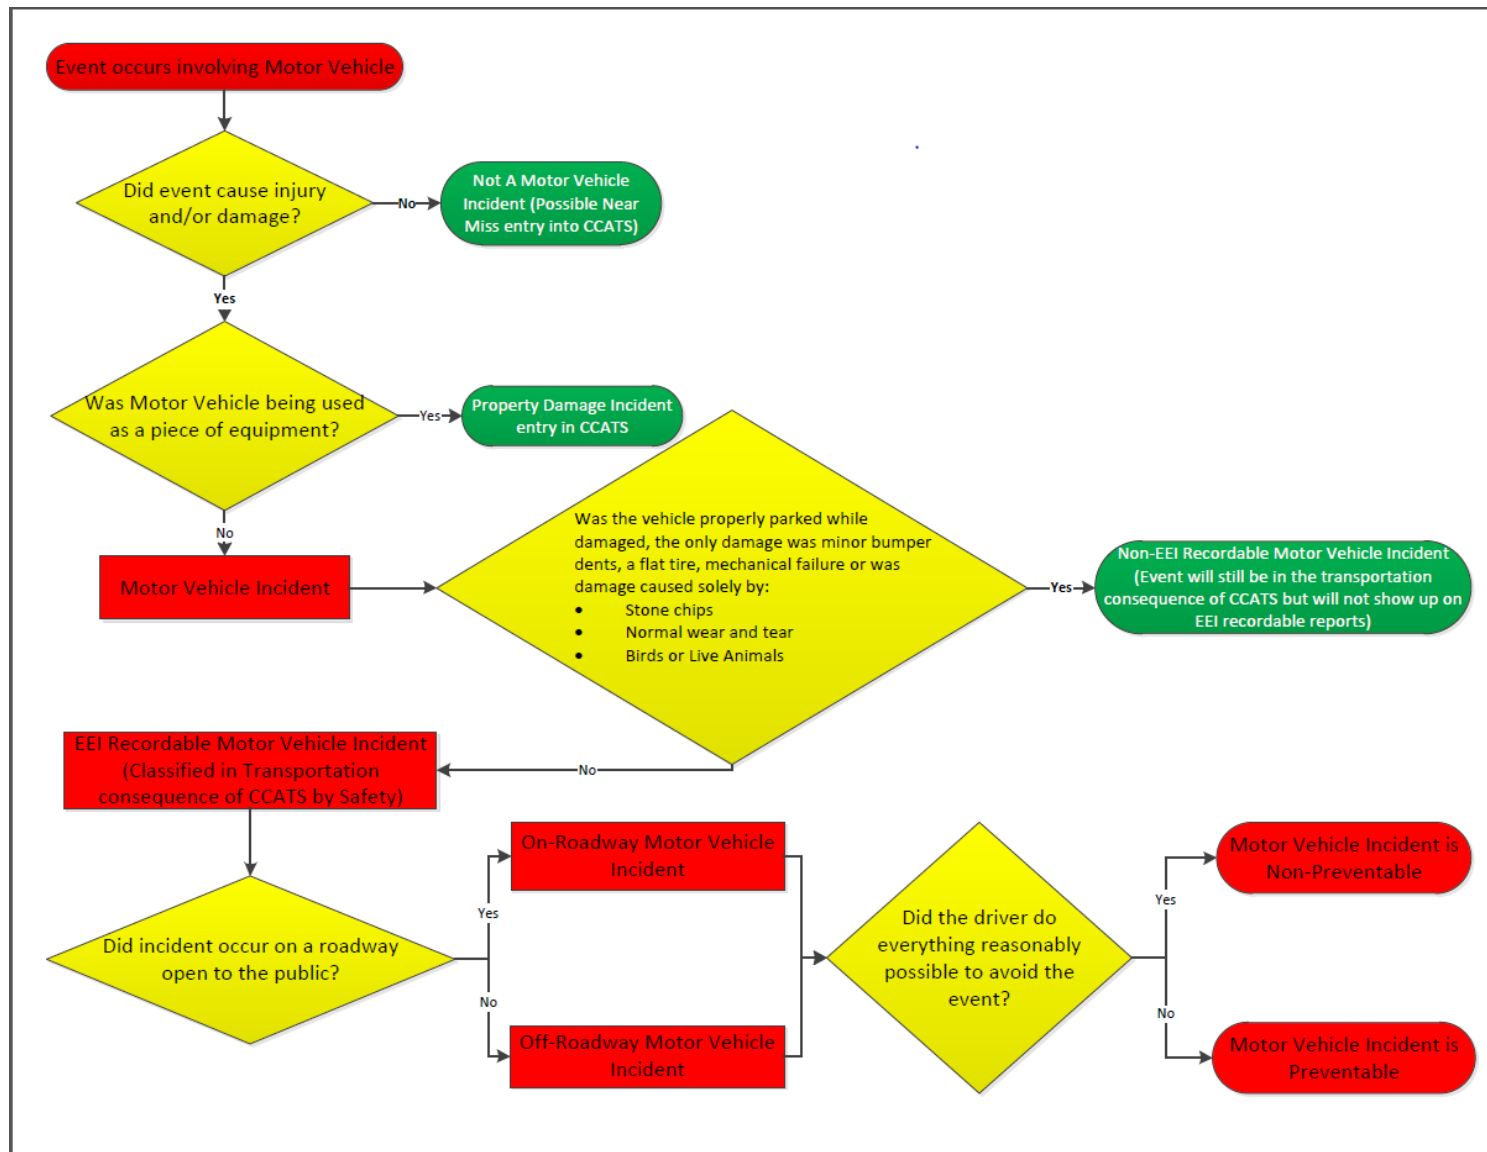 Event occurs involving Motor Vehicle
Did event cause injury
and/or damage?
No
Not A Motor Vehicle
Incident (Possible Near
Miss entry into CCATS)
Yes
Was Motor Vehicle being used
as a piece of equipment?
Yes
Property Damage Incident
entry in CCATS
No
Motor Vehicle Incident
Was the vehicle properly parked while
damaged, the only damage was minor bumper
dents, a flat tire, mechanical failure or was
damage caused solely by:
• Stone chips
• Normal wear and tear
• Birds or Live Animals
Yes
Non-EEI Recordable Motor Vehicle Incident
(Event will still be in the transportation
consequence of CCATS but will not show up on
EEI recordable reports)
No
EEI Recordable Motor Vehicle Incident
(Classified in Transportation
consequence of CCATS by Safety)
Did incident occur on a roadway
open to the public?
Yes
On-Roadway Motor Vehicle
Incident
No
Off-Roadway Motor Vehicle
Incident
Did the driver do
everything reasonably
possible to avoid the
event?
Yes
Motor Vehicle Incident is
Non-Preventable
No
Motor Vehicle Incident is
Preventable